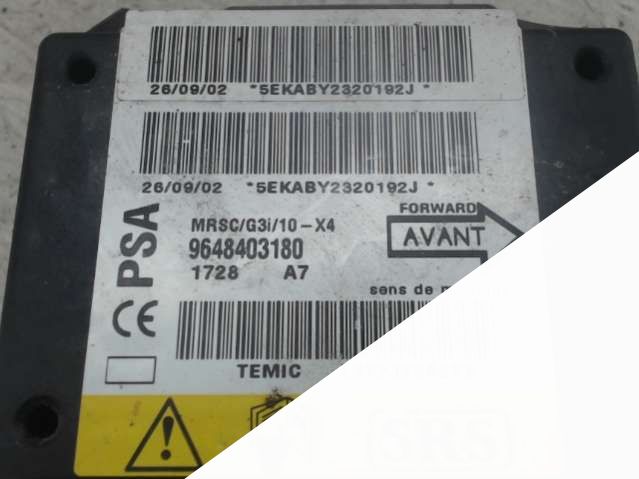 26/09/02 *5EKABY2320192J*
26/09/02 *5EKABY2320192J*
PSA
MRSC/G3i/10-X4
9648403180
1728 A7
FORWARD
AVANT
sens de
CE
TEMIC
SRS